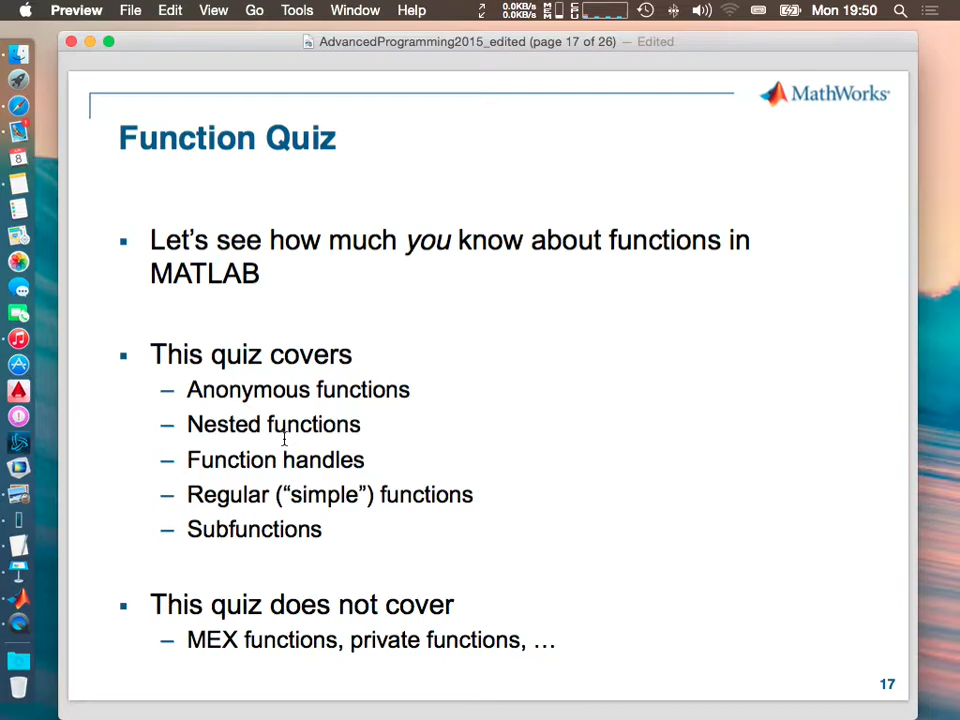 Preview File Edit View Go Tools Window Help 0.0KB/s 0.0KB/s Mon 19:50
AdvancedProgramming2015_edited (page 17 of 26) — Edited
MathWorks®
Function Quiz
▪ Let’s see how much you know about functions in
MATLAB
▪ This quiz covers
– Anonymous functions
– Nested functions
– Function handles
– Regular (“simple”) functions
– Subfunctions
▪ This quiz does not cover
– MEX functions, private functions, …
17